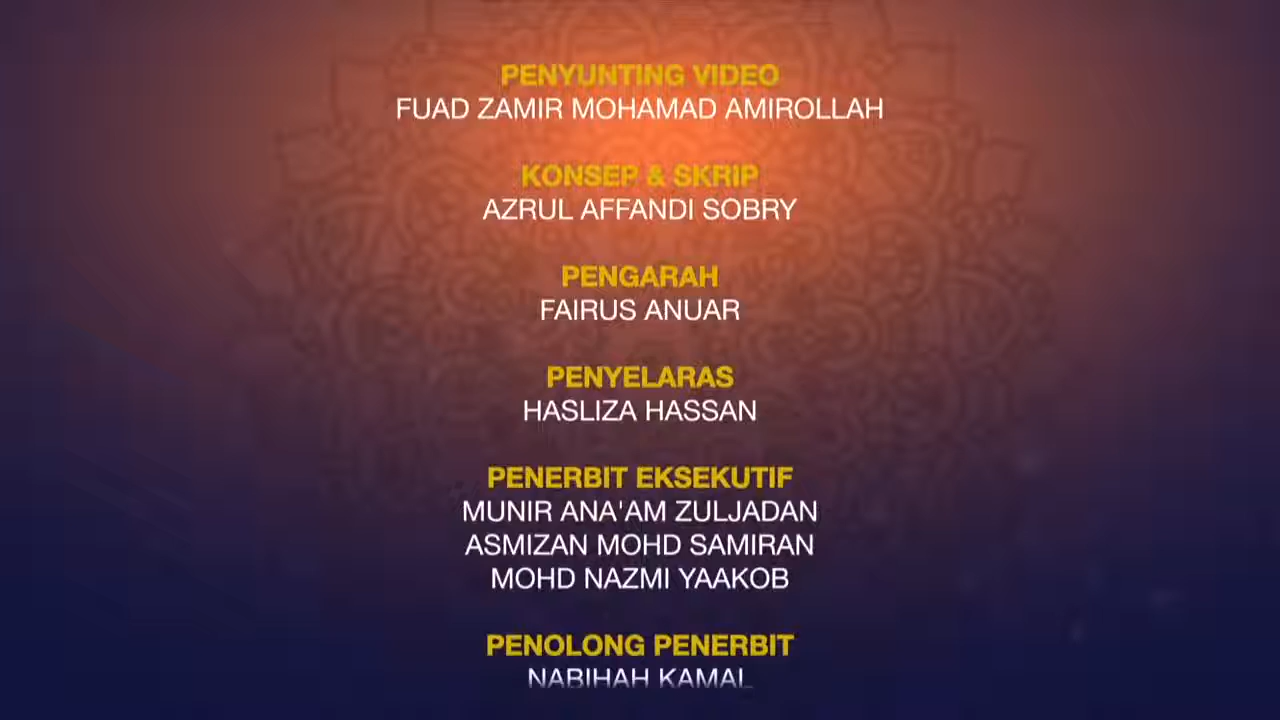 PENYUNTING VIDEO
FUAD ZAMIR MOHAMAD AMIROLLAH
KONSEP & SKRIP
AZRUL AFFANDI SOBRY
PENGARAH
FAIRUS ANUAR
PENYELARAS
HASLIZA HASSAN
PENERBIT EKSEKUTIF
MUNIR ANA'AM ZULJADAN
ASMIZAN MOHD SAMIRAN
MOHD NAZMI YAAKOB
PENOLONG PENERBIT
NABIHAH KAMAL